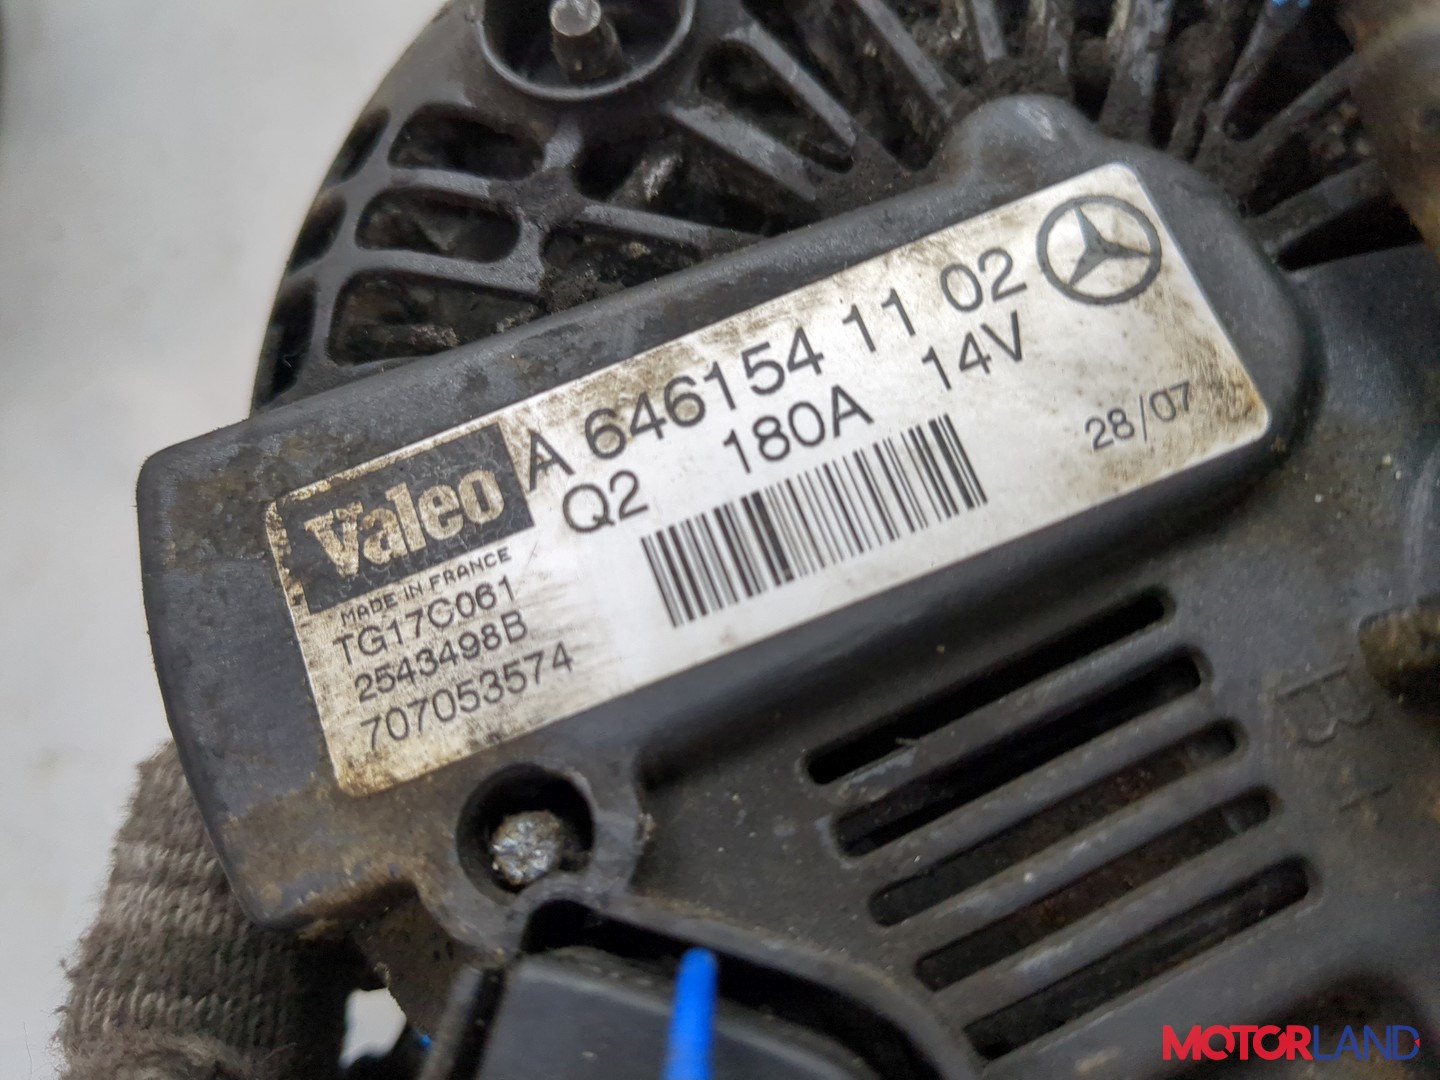 A 646154 11 02
Q2 180A 14V
28/07
Valeo
MADE IN FRANCE
TG17C061
2543498B
707053574
B
MOTORLAND